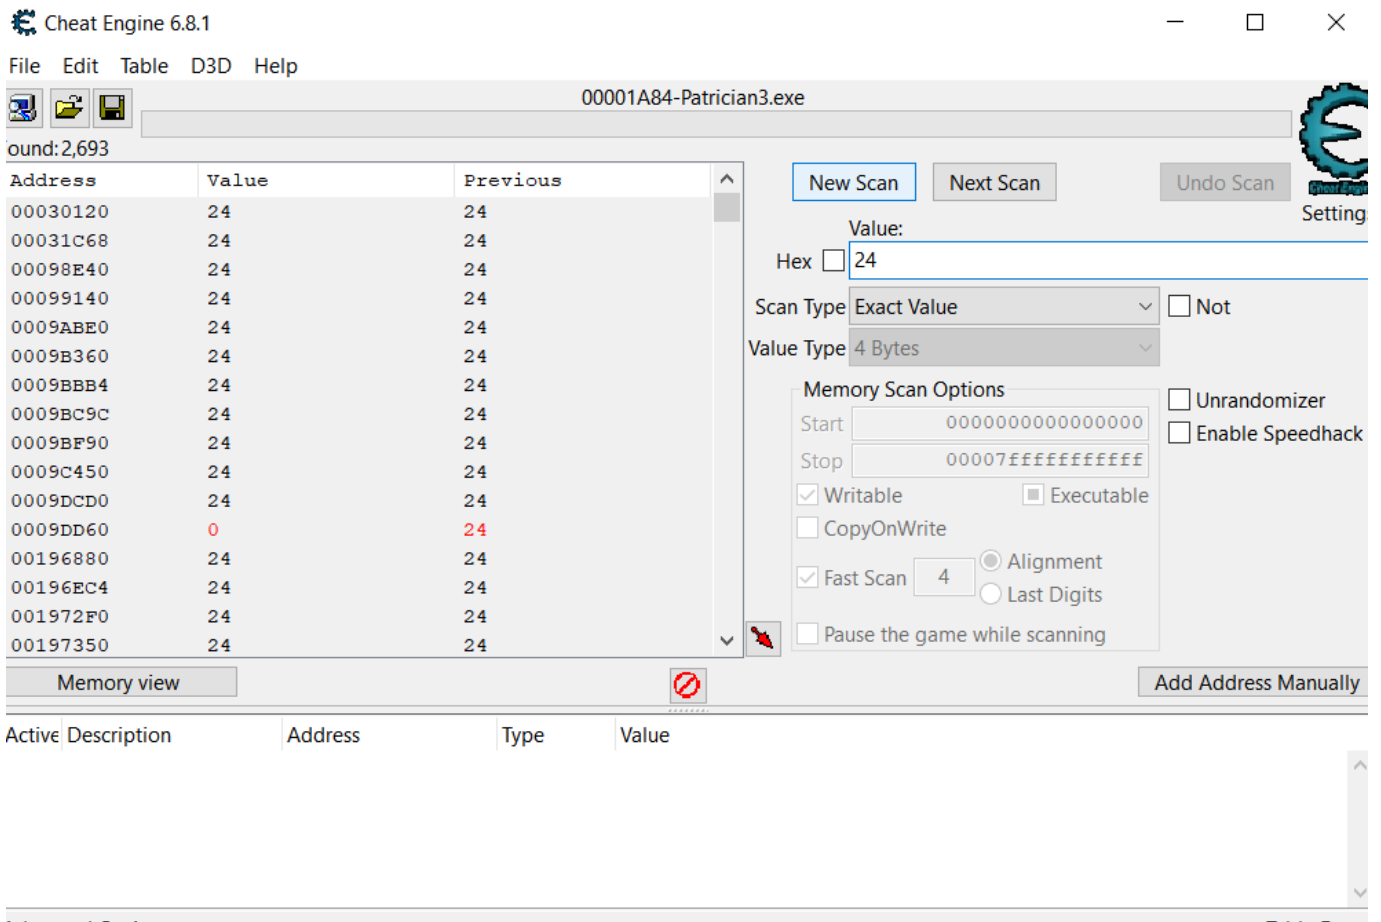 Cheat Engine 6.8.1
File Edit Table D3D Help
00001A84-Patrician3.exe
ound: 2,693
Address Value Previous
00030120 24 24
00031C68 24 24
00098E40 24 24
00099140 24 24
0009ABE0 24 24
0009B360 24 24
0009BBB4 24 24
0009BC9C 24 24
0009BF90 24 24
0009C450 24 24
0009DCD0 24 24
0009DD60 0 24
00196880 24 24
00196EC4 24 24
001972F0 24 24
00197350 24 24
New Scan Next Scan Undo Scan
Cheat Engin
Setting
Value:
Hex 24
Scan Type Exact Value Not
Value Type 4 Bytes
Memory Scan Options
Start 0000000000000000
Stop 00007fffffffffff
Writable Executable
CopyOnWrite
Fast Scan 4 Alignment
Last Digits
Pause the game while scanning
Unrandomizer
Enable Speedhack
Memory view Add Address Manually
Active Description Address Type Value